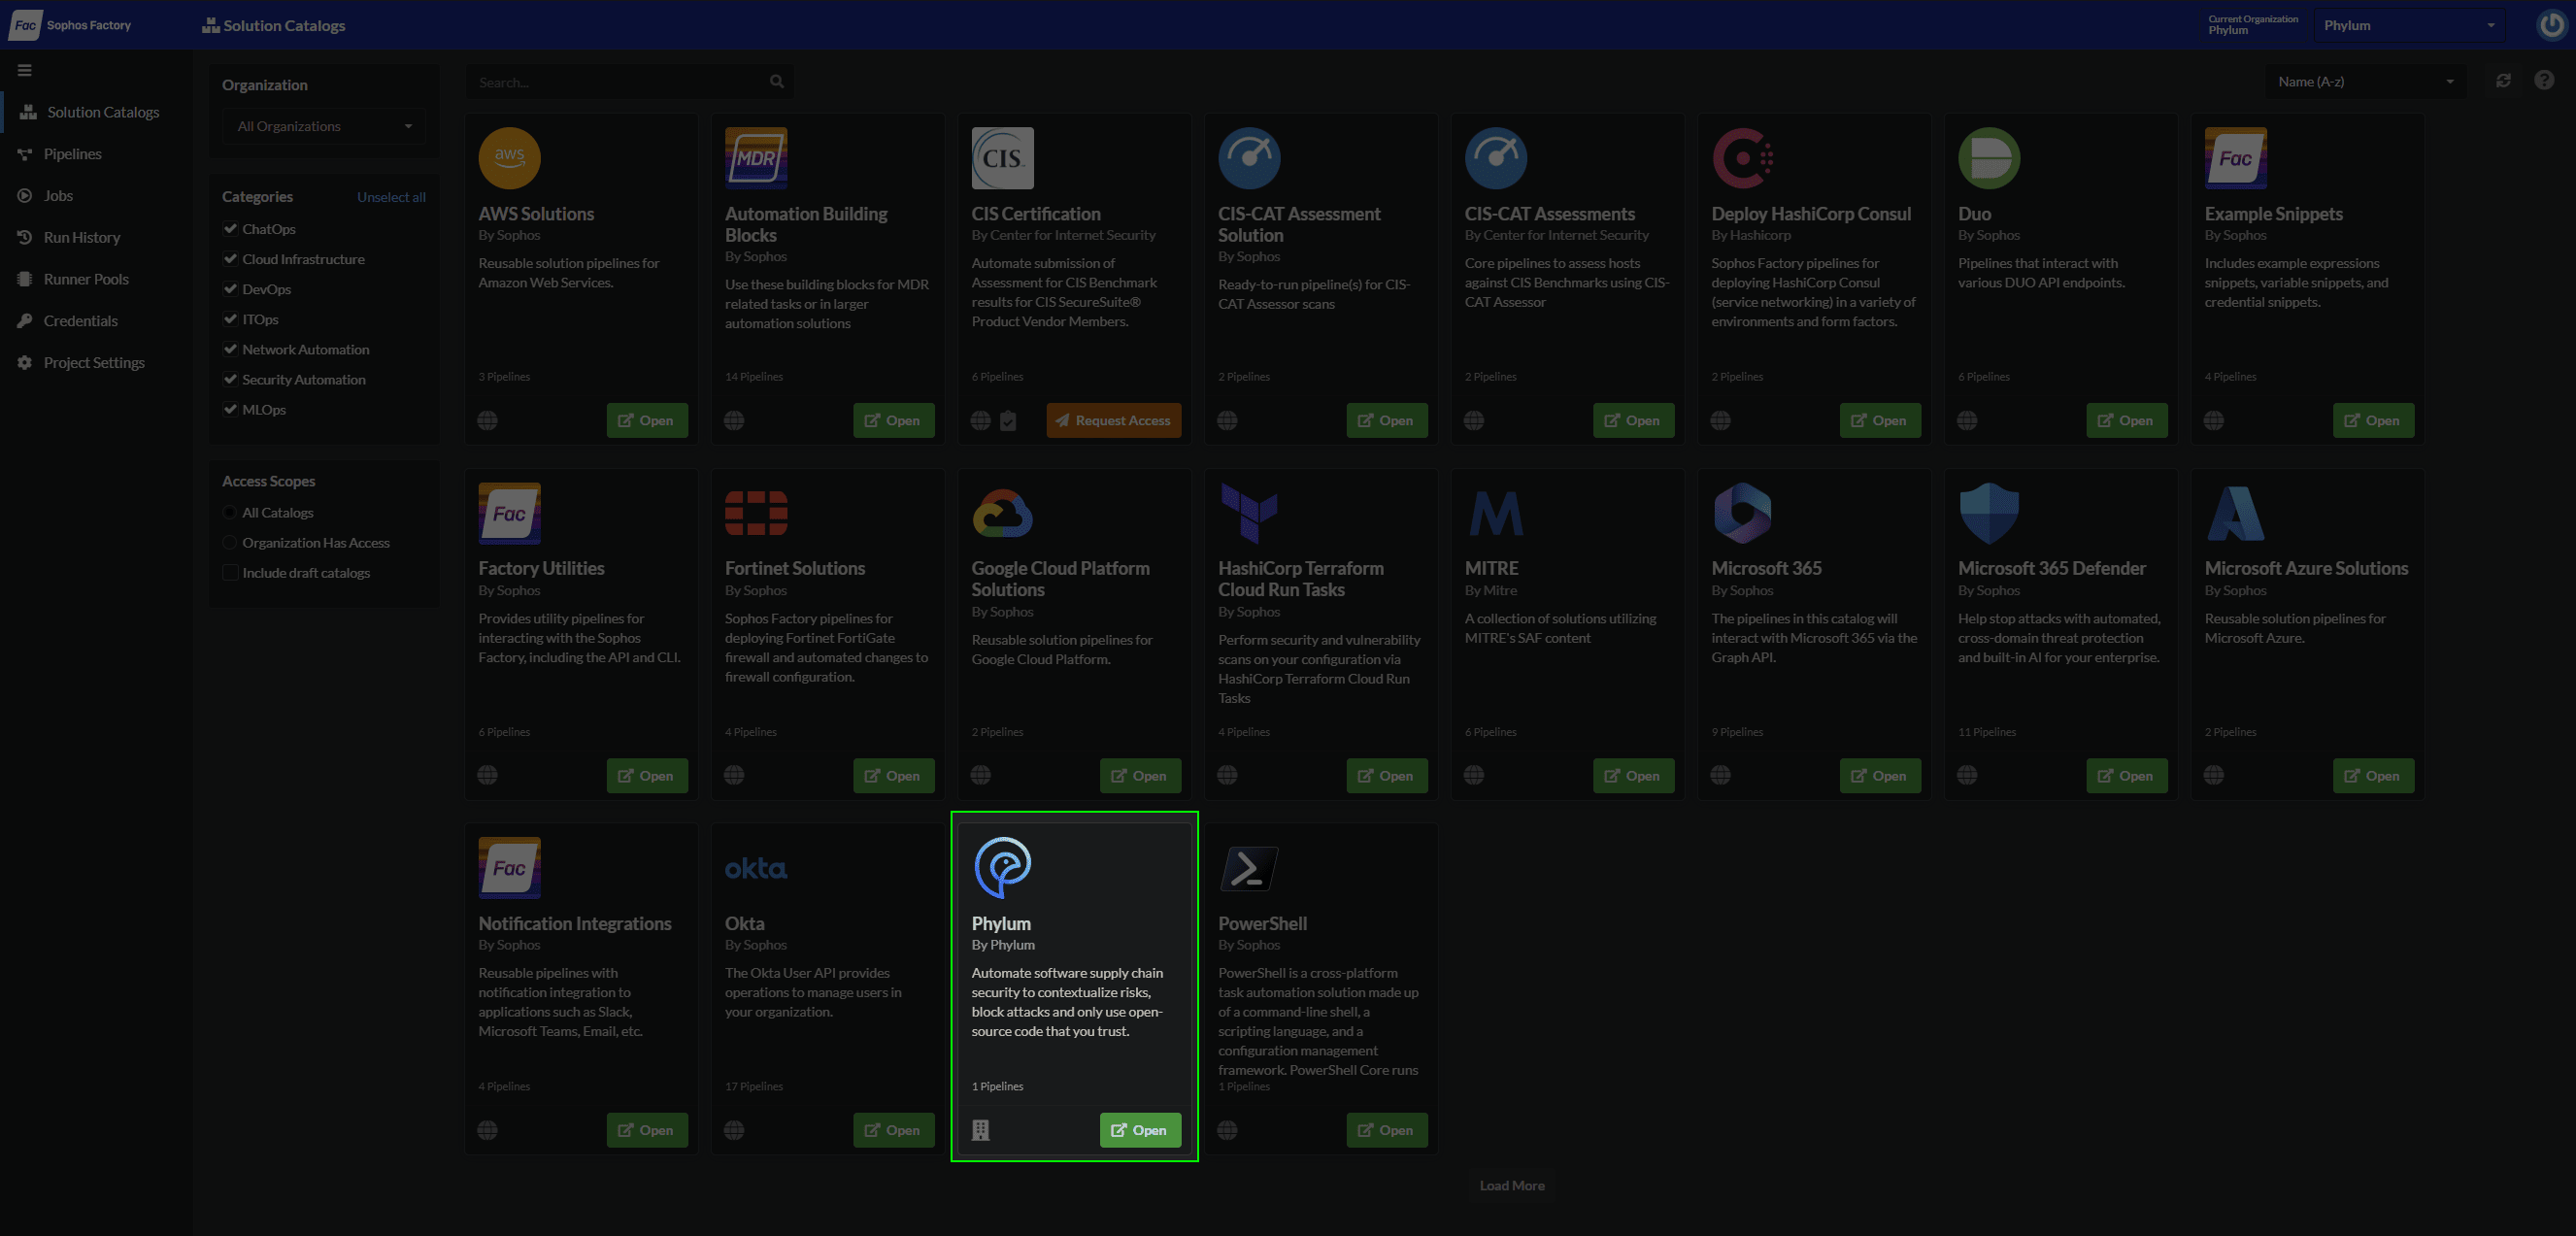 Fac Sophos Factory
Solution Catalogs
Current Organization
Phylum
Phylum
Solution Catalogs
Pipelines
Jobs
Run History
Runner Pools
Credentials
Project Settings
Organization
All Organizations
Categories Unselect all
ChatOps
Cloud Infrastructure
DevOps
ITOps
Network Automation
Security Automation
MLOps
Access Scopes
All Catalogs
Organization Has Access
Include draft catalogs
Search...
Name (A-z)
aws
AWS Solutions
By Sophos
Reusable solution pipelines for
Amazon Web Services.
3 Pipelines
Open
MDR
Automation Building
Blocks
By Sophos
Use these building blocks for MDR
related tasks or in larger
automation solutions
14 Pipelines
Open
CIS
CIS Certification
By Center for Internet Security
Automate submission of
Assessment for CIS Benchmark
results for CIS SecureSuite®
Product Vendor Members.
6 Pipelines
Request Access
CIS-CAT Assessment
Solution
By Sophos
Ready-to-run pipeline(s) for CIS-
CAT Assessor scans
2 Pipelines
Open
CIS-CAT Assessments
By Center for Internet Security
Core pipelines to assess hosts
against CIS Benchmarks using CIS-
CAT Assessor
2 Pipelines
Open
Deploy HashiCorp Consul
By Hashicorp
Sophos Factory pipelines for
deploying HashiCorp Consul
(service networking) in a variety of
environments and form factors.
2 Pipelines
Open
Duo
By Sophos
Pipelines that interact with
various DUO API endpoints.
6 Pipelines
Open
Fac
Example Snippets
By Sophos
Includes example expressions
snippets, variable snippets, and
credential snippets.
4 Pipelines
Open
Fac
Factory Utilities
By Sophos
Provides utility pipelines for
interacting with the Sophos
Factory, including the API and CLI.
6 Pipelines
Open
Fortinet Solutions
By Sophos
Sophos Factory pipelines for
deploying Fortinet FortiGate
firewall and automated changes to
firewall configuration.
4 Pipelines
Open
Google Cloud Platform
Solutions
By Sophos
Reusable solution pipelines for
Google Cloud Platform.
2 Pipelines
Open
HashiCorp Terraform
Cloud Run Tasks
By Sophos
Perform security and vulnerability
scans on your configuration via
HashiCorp Terraform Cloud Run
Tasks
4 Pipelines
Open
M
MITRE
By Mitre
A collection of solutions utilizing
MITRE's SAF content
6 Pipelines
Open
Microsoft 365
By Sophos
The pipelines in this catalog will
interact with Microsoft 365 via the
Graph API.
9 Pipelines
Open
Microsoft 365 Defender
By Sophos
Help stop attacks with automated,
cross-domain threat protection
and built-in AI for your enterprise.
11 Pipelines
Open
Microsoft Azure Solutions
By Sophos
Reusable solution pipelines for
Microsoft Azure.
2 Pipelines
Open
Fac
Notification Integrations
By Sophos
Reusable pipelines with
notification integration to
applications such as Slack,
Microsoft Teams, Email, etc.
4 Pipelines
Open
okta
Okta
By Sophos
The Okta User API provides
operations to manage users in
your organization.
17 Pipelines
Open
Phylum
By Phylum
Automate software supply chain
security to contextualize risks,
block attacks and only use open-
source code that you trust.
1 Pipelines
Open
PowerShell
By Sophos
PowerShell is a cross-platform
task automation solution made up
of a command-line shell, a
scripting language, and a
configuration management
framework. PowerShell Core runs
1 Pipelines
Open
Load More